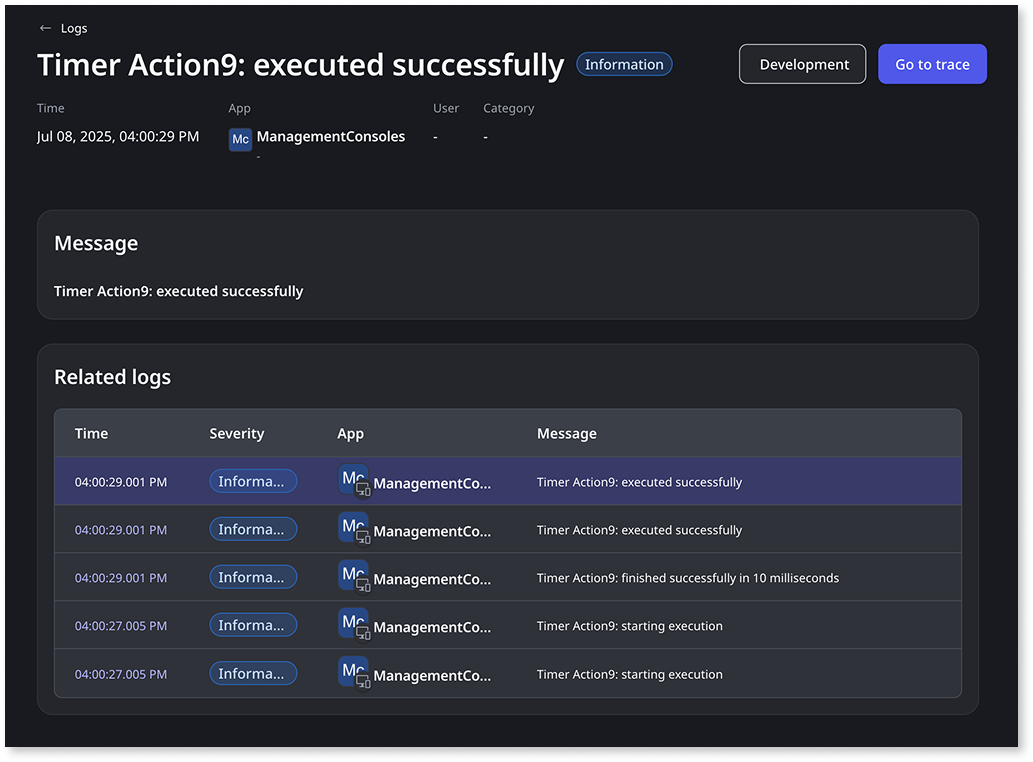 ← Logs
Timer Action9: executed successfully Information Development Go to trace
Time App User Category
Jul 08, 2025, 04:00:29 PM Mc ManagementConsoles - -
-
Message
Timer Action9: executed successfully
Related logs
Time Severity App Message
04:00:29.001 PM Informa... Mc ManagementCo... Timer Action9: executed successfully
04:00:29.001 PM Informa... Mc ManagementCo... Timer Action9: executed successfully
04:00:29.001 PM Informa... Mc ManagementCo... Timer Action9: finished successfully in 10 milliseconds
04:00:27.005 PM Informa... Mc ManagementCo... Timer Action9: starting execution
04:00:27.005 PM Informa... Mc ManagementCo... Timer Action9: starting execution